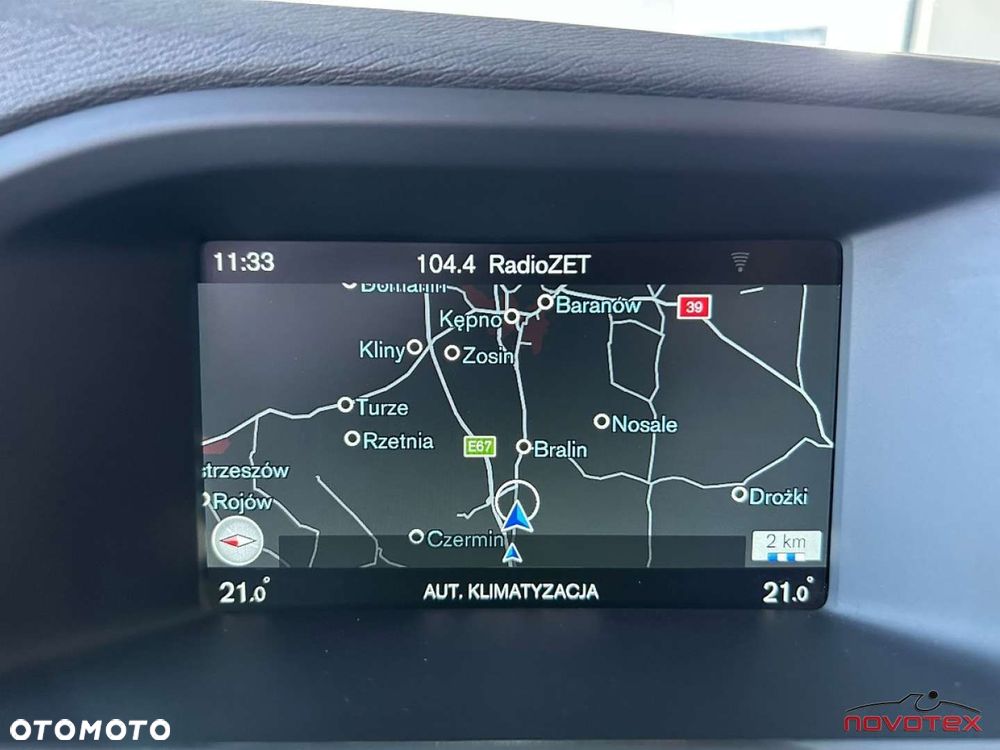 11:33
104.4 RadioZET
Domanin
Baranów
39
Kępno
Kliny
Zosin
Turze
Nosale
Rzetnia
E67
Bralin
strzeszów
Rojów
Drożki
Czermin
2 km
21.0°
AUT. KLIMATYZACJA
21.0°
OTOMOTO
NOVOTEX